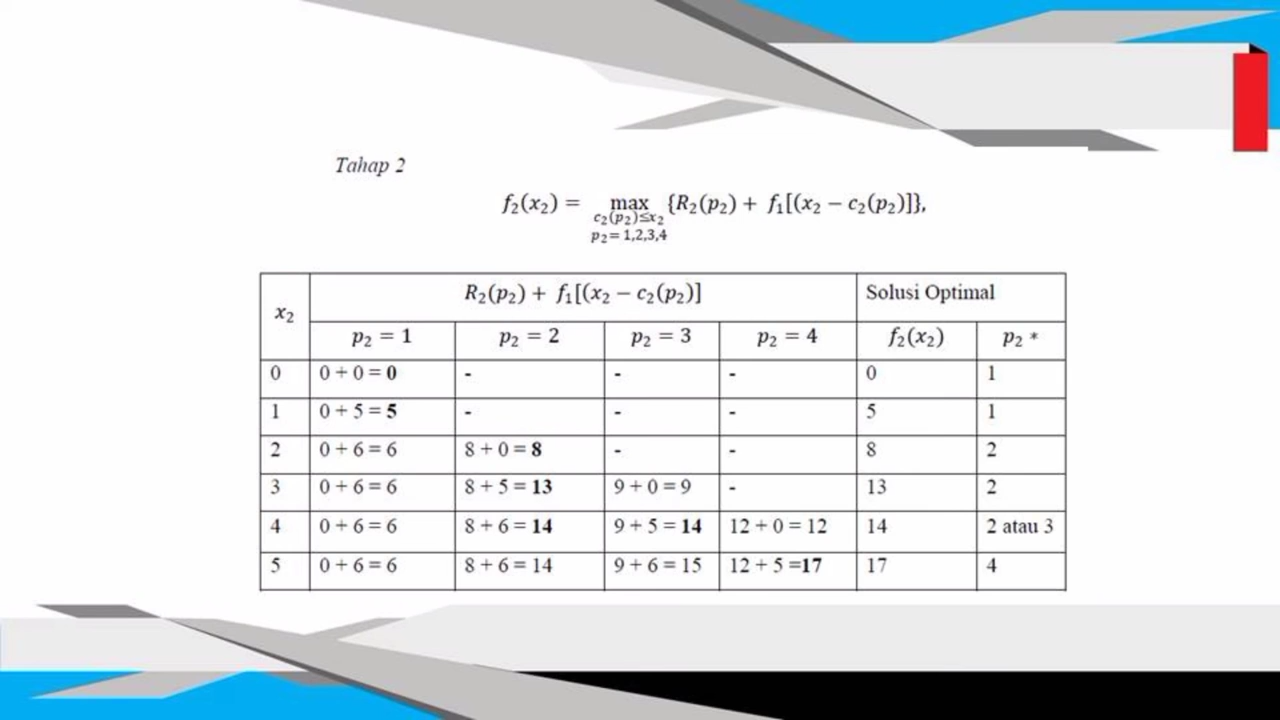 Tahap 2
f₂(x₂) = max {R₂(p₂) + f₁[(x₂ − c₂(p₂)]},
c₂(p₂)≤x₂
p₂=1,2,3,4
x₂ R₂(p₂) + f₁[(x₂ − c₂(p₂)] Solusi Optimal
p₂ = 1 p₂ = 2 p₂ = 3 p₂ = 4 f₂(x₂) p₂ *
0 0 + 0 = 0 - - - 0 1
1 0 + 5 = 5 - - - 5 1
2 0 + 6 = 6 8 + 0 = 8 - - 8 2
3 0 + 6 = 6 8 + 5 = 13 9 + 0 = 9 - 13 2
4 0 + 6 = 6 8 + 6 = 14 9 + 5 = 14 12 + 0 = 12 14 2 atau 3
5 0 + 6 = 6 8 + 6 = 14 9 + 6 = 15 12 + 5 =17 17 4